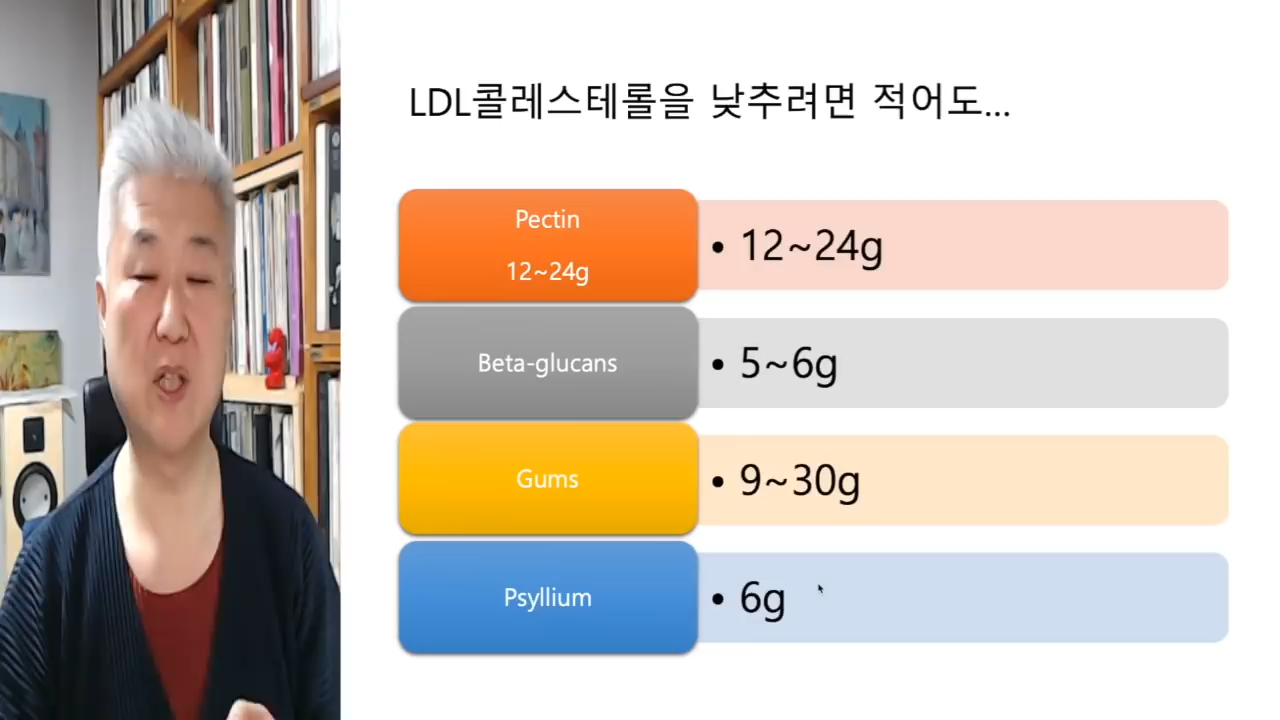 LDL콜레스테롤을 낮추려면 적어도...
Pectin
12~24g
• 12~24g
Beta-glucans
• 5~6g
Gums
• 9~30g
Psyllium
• 6g